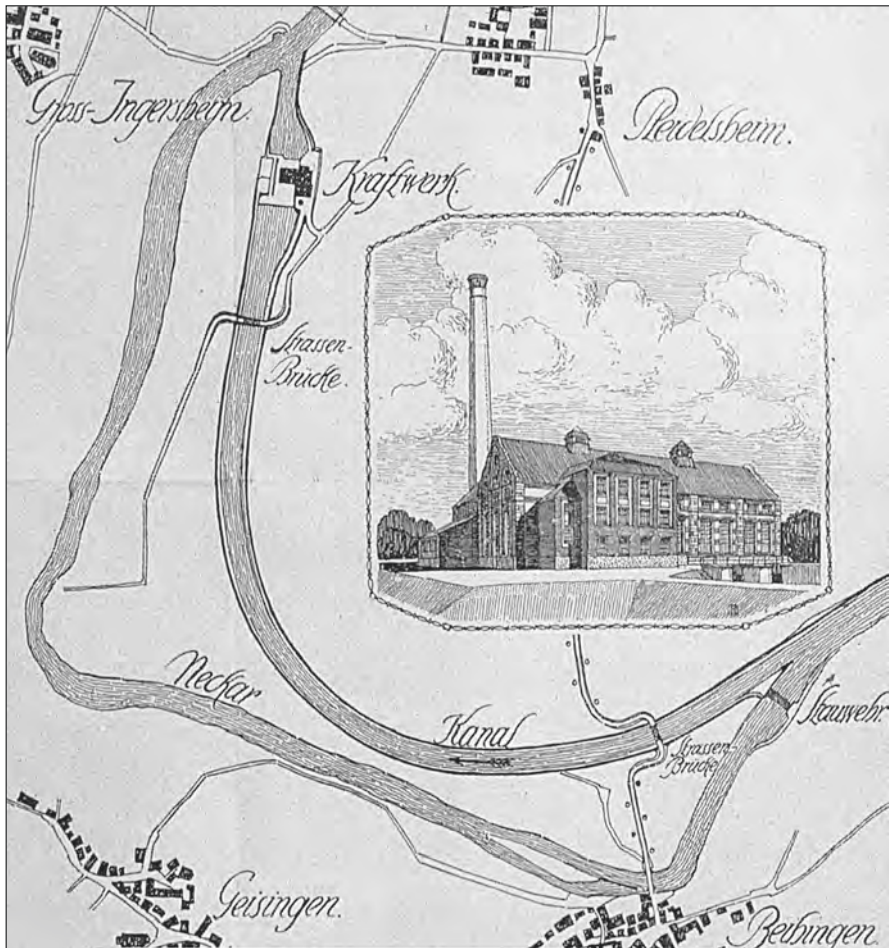 Gross-Ingersheim.
Pleidelsheim.
Kraftwerk.
Strassen-
Brücke.
Neckar
Kanal
Stauwehr.
Strassen-
Brücke
Geisingen.
Beihingen